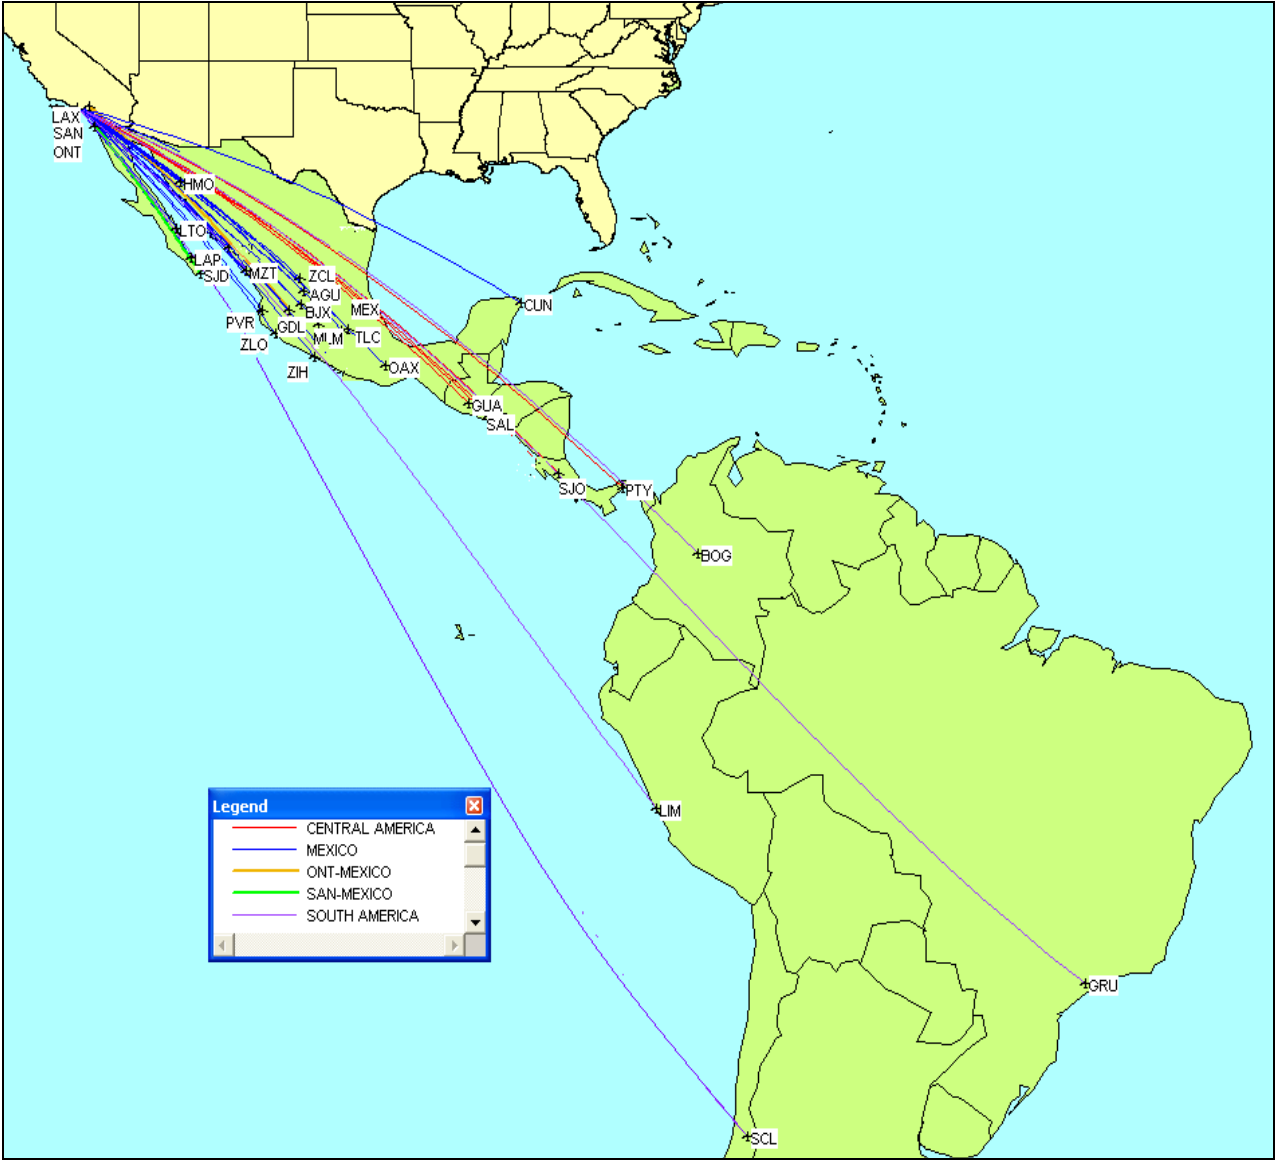 LAX
SAN
ONT
HMO
LTO
LAP
SJD
MZT
ZCL
AGU
BJX
MEX
CUN
PVR
GDL
MLM
TLC
ZLO
ZIH
OAX
GUA
SAL
SJO
PTY
BOG
LIM
GRU
SCL
Legend
CENTRAL AMERICA
MEXICO
ONT-MEXICO
SAN-MEXICO
SOUTH AMERICA